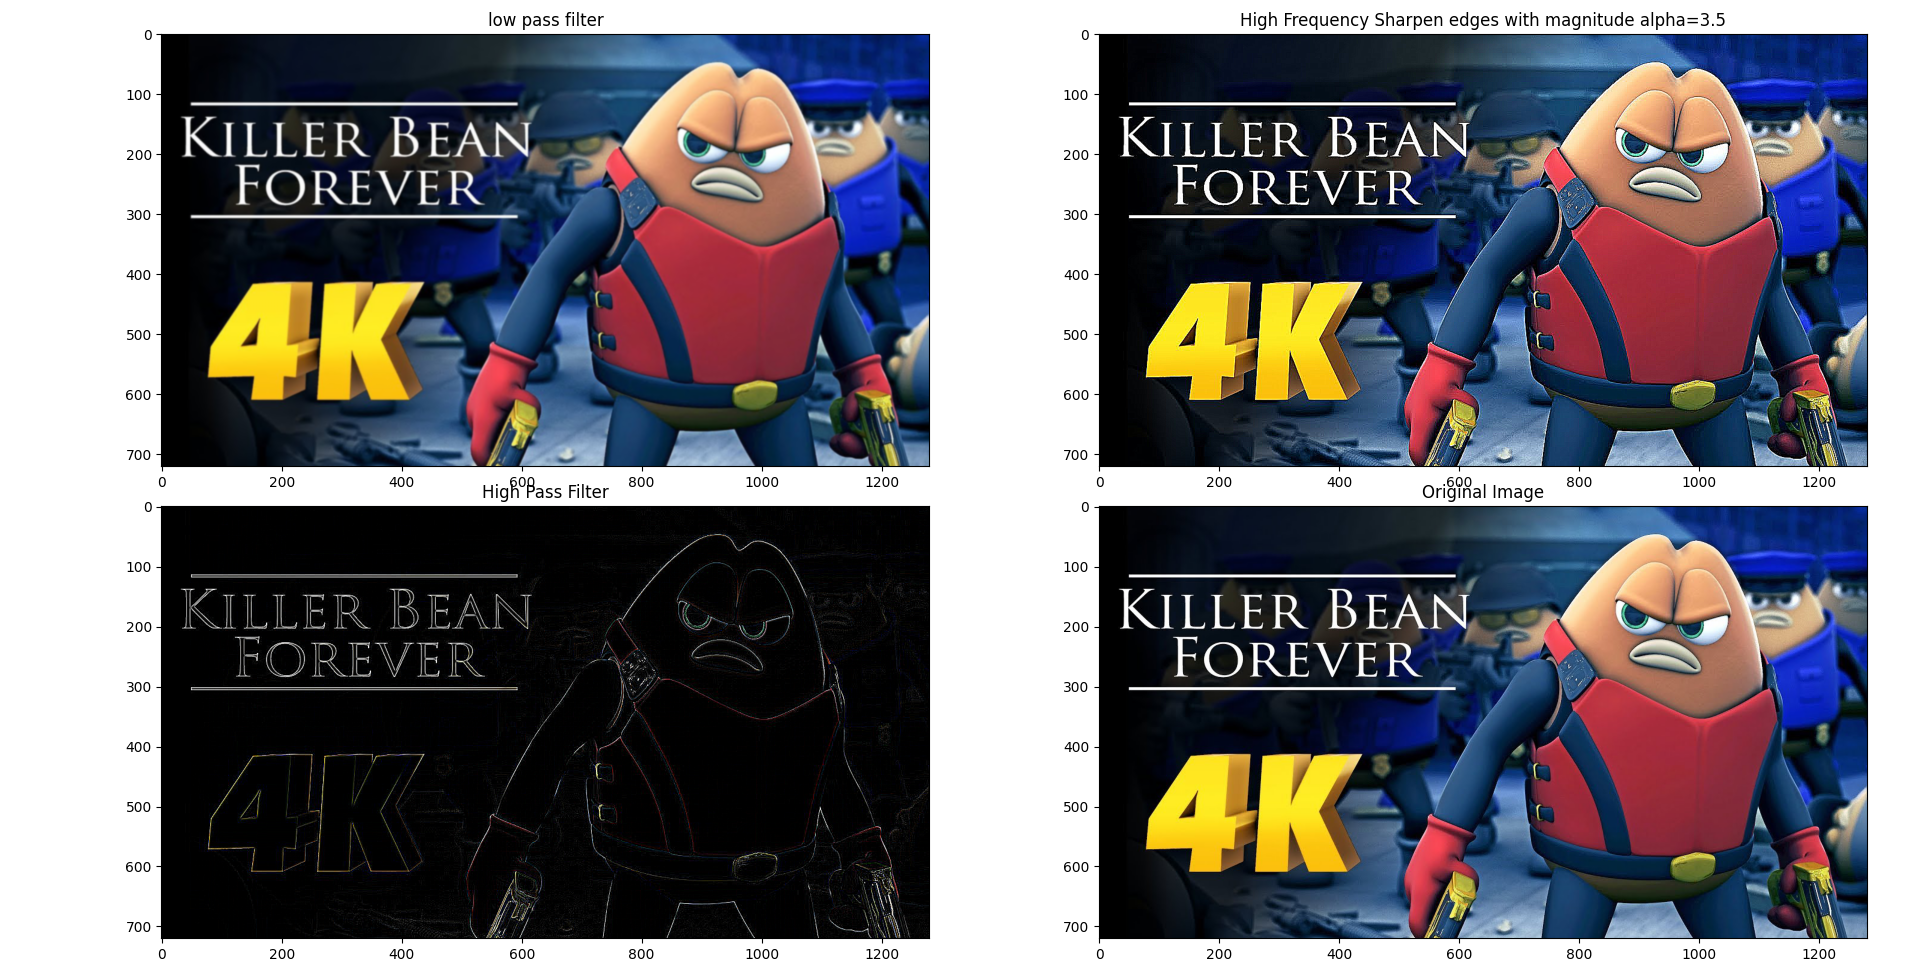 low pass filter
0
100
200
300
400
500
600
700
KILLER BEAN
FOREVER
4K
0 200 400 600 800 1000 1200
High Frequency Sharpen edges with magnitude alpha=3.5
0
100
200
300
400
500
600
700
KILLER BEAN
FOREVER
4K
0 200 400 600 800 1000 1200
High Pass Filter
0
100
200
300
400
500
600
700
KILLER BEAN
FOREVER
4K
0 200 400 600 800 1000 1200
Original Image
0
100
200
300
400
500
600
700
KILLER BEAN
FOREVER
4K
0 200 400 600 800 1000 1200